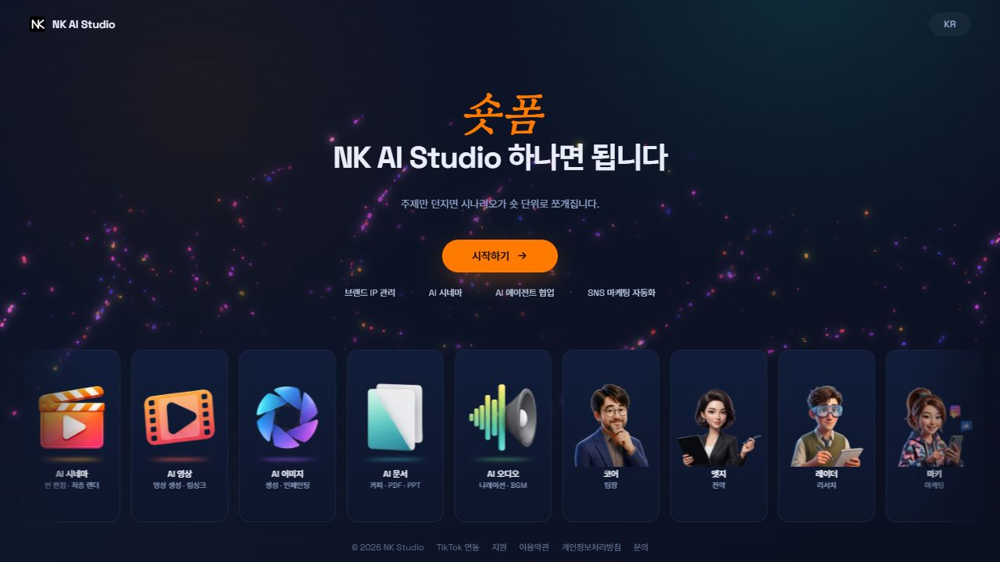 NK AI Studio
KR
숏폼
NK AI Studio 하나면 됩니다
주제만 던지면 시나리오가 숏 단위로 쪼개집니다.
시작하기 →
브랜드 IP 관리 · AI 시네마 · AI 에이전트 협업 · SNS 마케팅 자동화
AI 시네마
씬 편집 · 최종 렌더
AI 영상
영상 생성 · 립싱크
AI 이미지
생성 · 인페인팅
AI 문서
카피 · PDF · PPT
AI 오디오
나레이션 · BGM
코어
팀장
엣지
전략
레이더
리서치
마키
마케팅
© 2026 NK Studio TikTok 연동 지원 이용약관 개인정보처리방침 문의